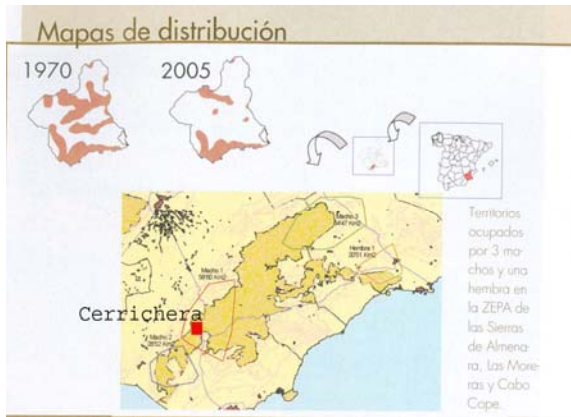 Mapas de distribución
1970
2005
Territorios
ocupados
por 3 ma-
chos y una
hembra en
la ZEPA de
las Sierras
de Almena-
ra, Las More-
ras y Cabo
Cope.
Macho 3
Hembra 1
Macho 1
Cerrichera
Macho 2